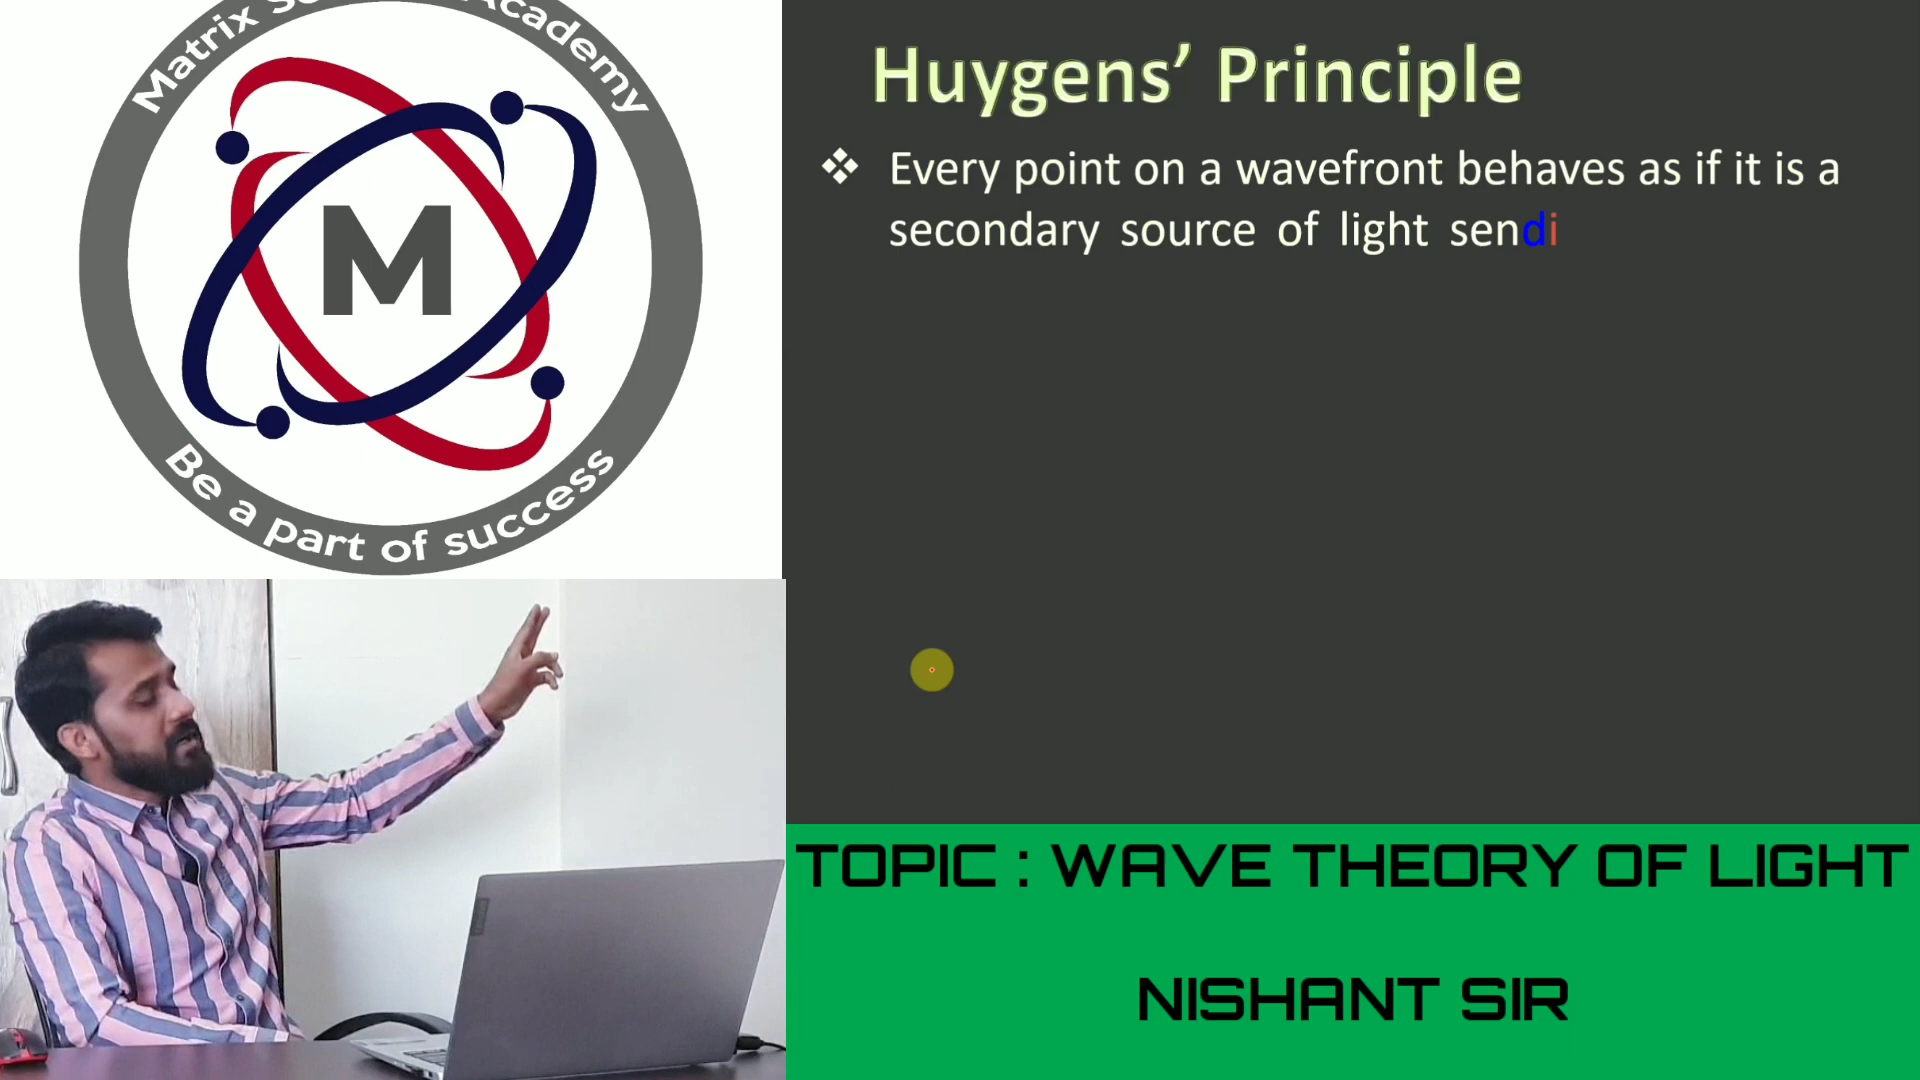 Matrix
Academy
M
Be a part of success
Huygens’ Principle
❖ Every point on a wavefront behaves as if it is a
secondary source of light sendi
TOPIC : WAVE THEORY OF LIGHT
NISHANT SIR